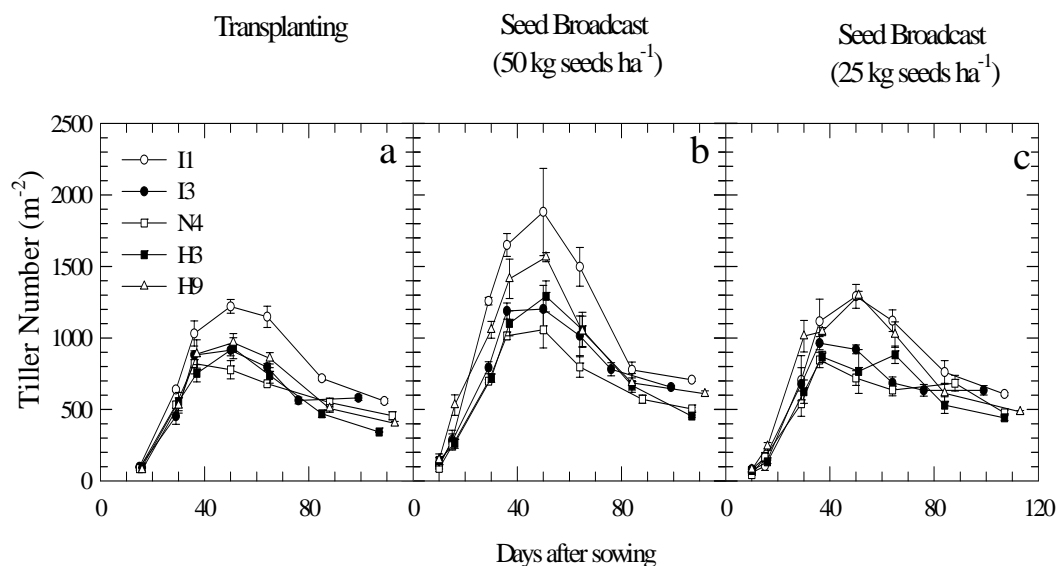 Transplanting
Seed Broadcast
(50 kg seeds ha-1)
Seed Broadcast
(25 kg seeds ha-1)
2500
2000
1500
1000
500
0
Tiller Number (m-2)
a
I1
I3
N4
H3
H9
b
c
0 40 80 0 40 80 0 40 80 120
Days after sowing